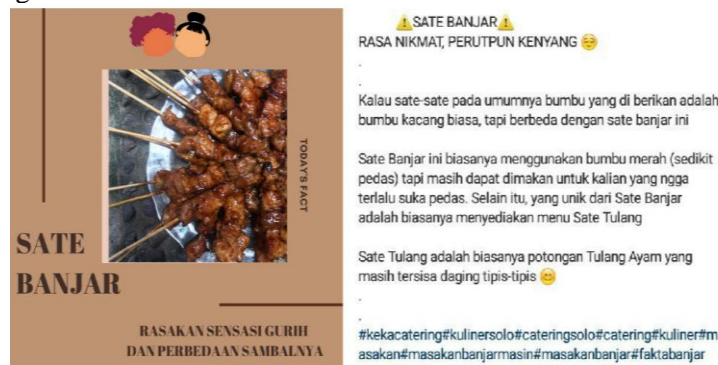 TODAY'S FACT
SATE
BANJAR
RASAKAN SENSASI GURIH
DAN PERBEDAAN SAMBALNYA
⚠️SATE BANJAR⚠️
RASA NIKMAT, PERUTPUN KENYANG 😌
.
.
Kalau sate-sate pada umumnya bumbu yang di berikan adalah
bumbu kacang biasa, tapi berbeda dengan sate banjar ini
Sate Banjar ini biasanya menggunakan bumbu merah (sedikit
pedas) tapi masih dapat dimakan untuk kalian yang ngga
terlalu suka pedas. Selain itu, yang unik dari Sate Banjar
adalah biasanya menyediakan menu Sate Tulang
Sate Tulang adalah biasanya potongan Tulang Ayam yang
masih tersisa daging tipis-tipis 😊
.
.
#kekacatering#kulinersolo#cateringsolo#catering#kuliner#m
asakan#masakanbanjarmasin#masakanbanjar#faktabanjar